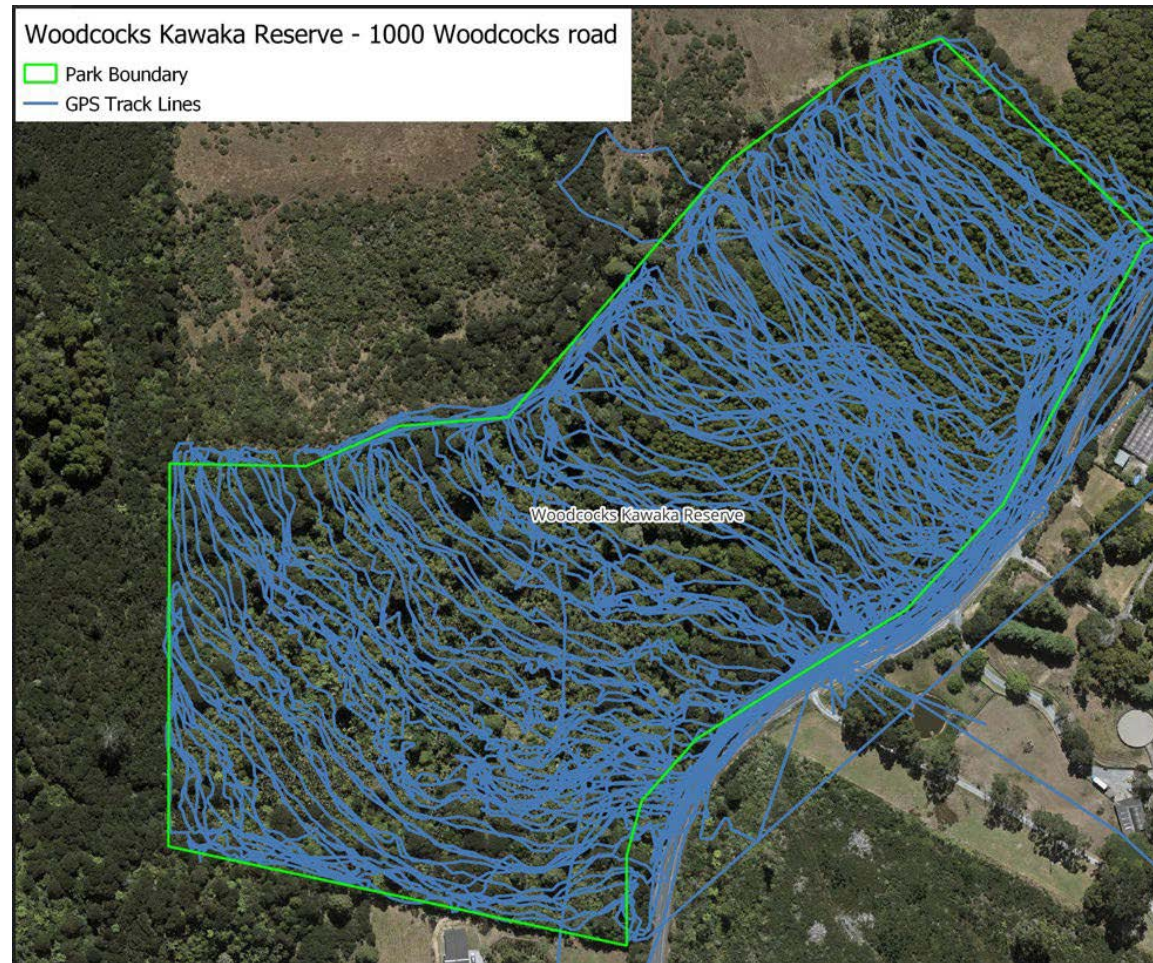 Woodcocks Kawaka Reserve - 1000 Woodcocks road
Park Boundary
GPS Track Lines
Woodcocks Kawaka Reserve